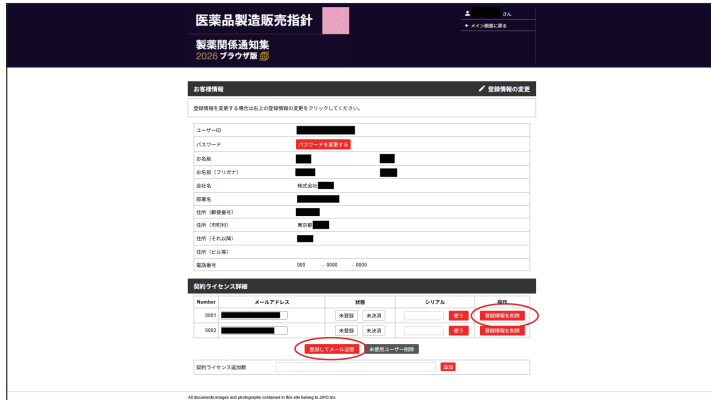 医薬品製造販売指針
さん
← メイン画面に戻る
製薬関係通知集
2026 ブラウザ版
お客様情報
登録情報の変更
登録情報を変更する場合は右上の登録情報の変更をクリックしてください。
ユーザーID
パスワード パスワードを変更する
お名前
お名前（フリガナ）
会社名 株式会社
部署名
住所（郵便番号）
住所（市町村） 東京都
住所（それ以降）
住所（ビル等）
電話番号 000 - 0000 - 0000
契約ライセンス詳細
Number メールアドレス 状態 シリアル 操作
0001 未登録 未決済 使う 登録情報を削除
0002 未登録 未決済 使う 登録情報を削除
登録してメール送信 未使用ユーザー削除
契約ライセンス追加数 追加
All documents,images and photographs contained in this site belong to JIHO,Inc.